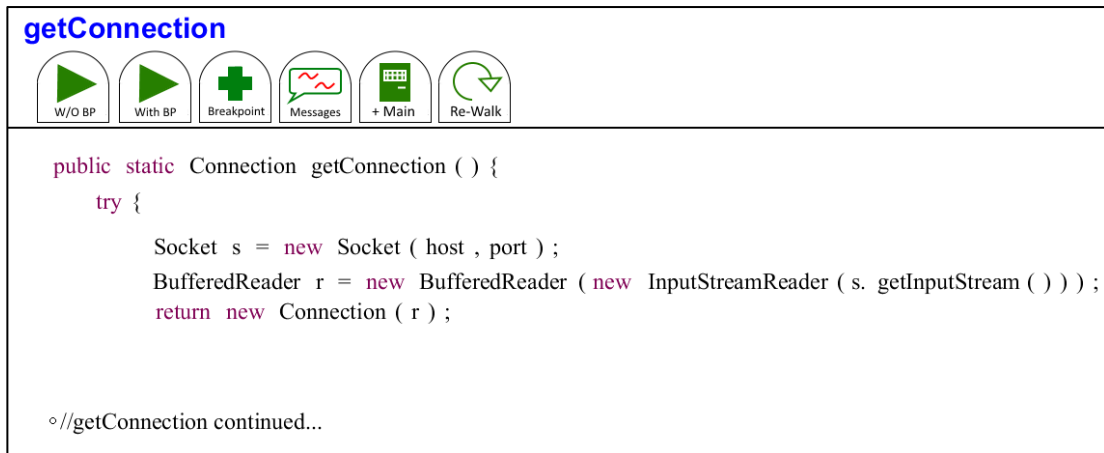 getConnection
W/O BP With BP Breakpoint Messages + Main Re-Walk
public static Connection getConnection ( ) {
try {
Socket s = new Socket ( host , port ) ;
BufferedReader r = new BufferedReader ( new InputStreamReader ( s. getInputStream ( ) ) ) ;
return new Connection ( r ) ;
◦//getConnection continued...